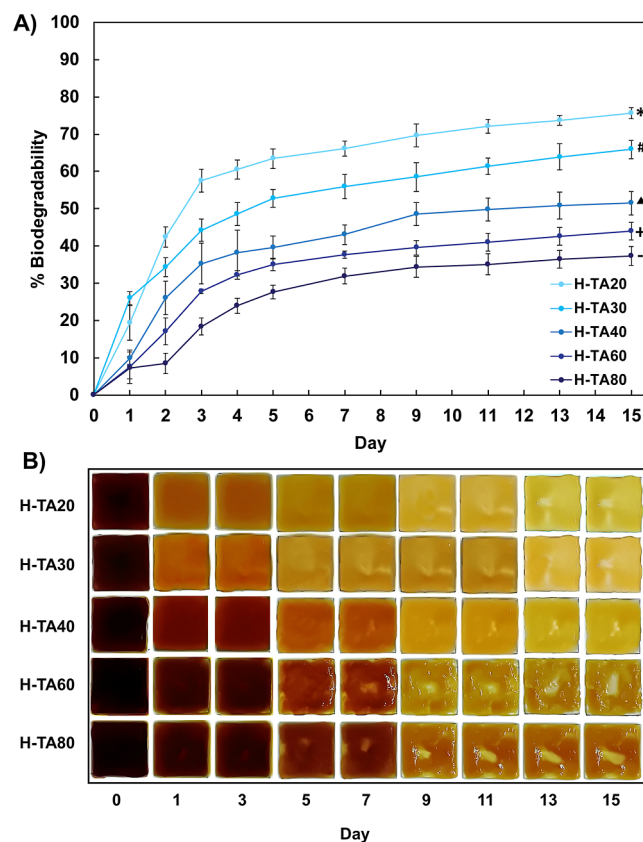 A)
100
90
80
70
60
50
40
30
20
10
0
% Biodegradability
*
#
▲
+
-
H-TA20
H-TA30
H-TA40
H-TA60
H-TA80
0 1 2 3 4 5 6 7 8 9 10 11 12 13 14 15
Day
B)
H-TA20
H-TA30
H-TA40
H-TA60
H-TA80
0 1 3 5 7 9 11 13 15
Day